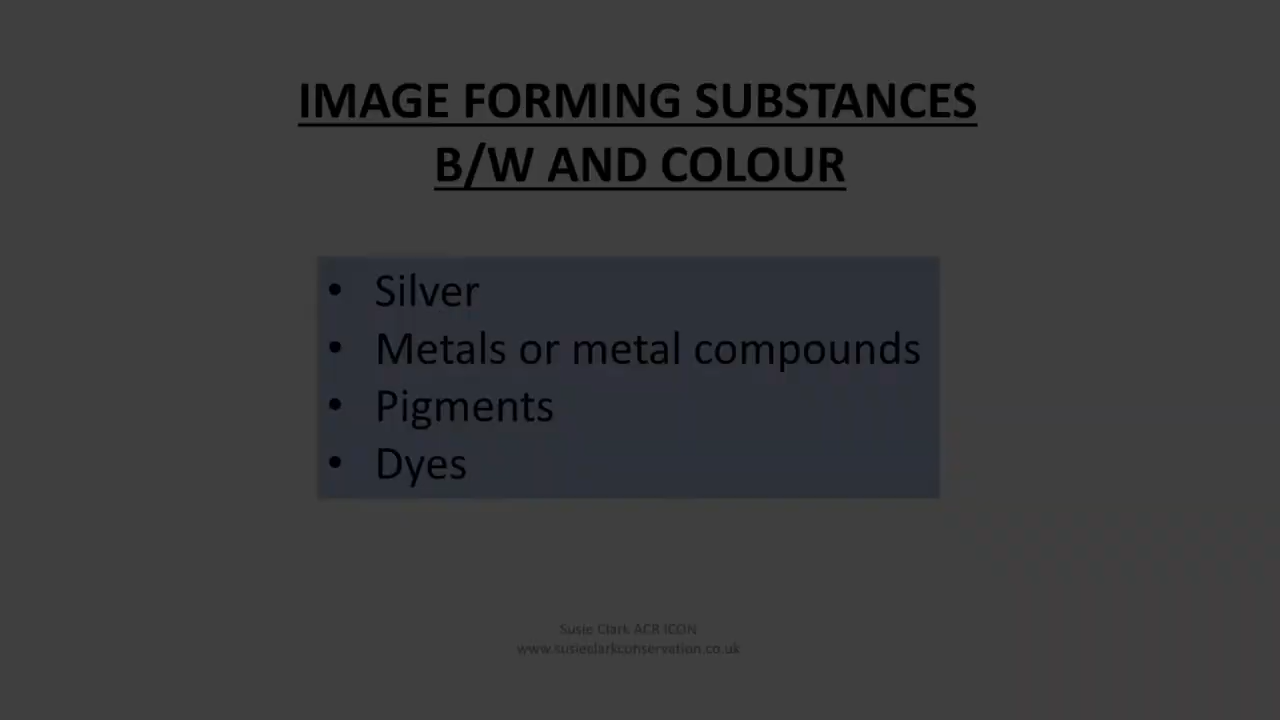 IMAGE FORMING SUBSTANCES
B/W AND COLOUR
• Silver
• Metals or metal compounds
• Pigments
• Dyes
Susie Clark ACR ICON
www.susieclarkconservation.co.uk